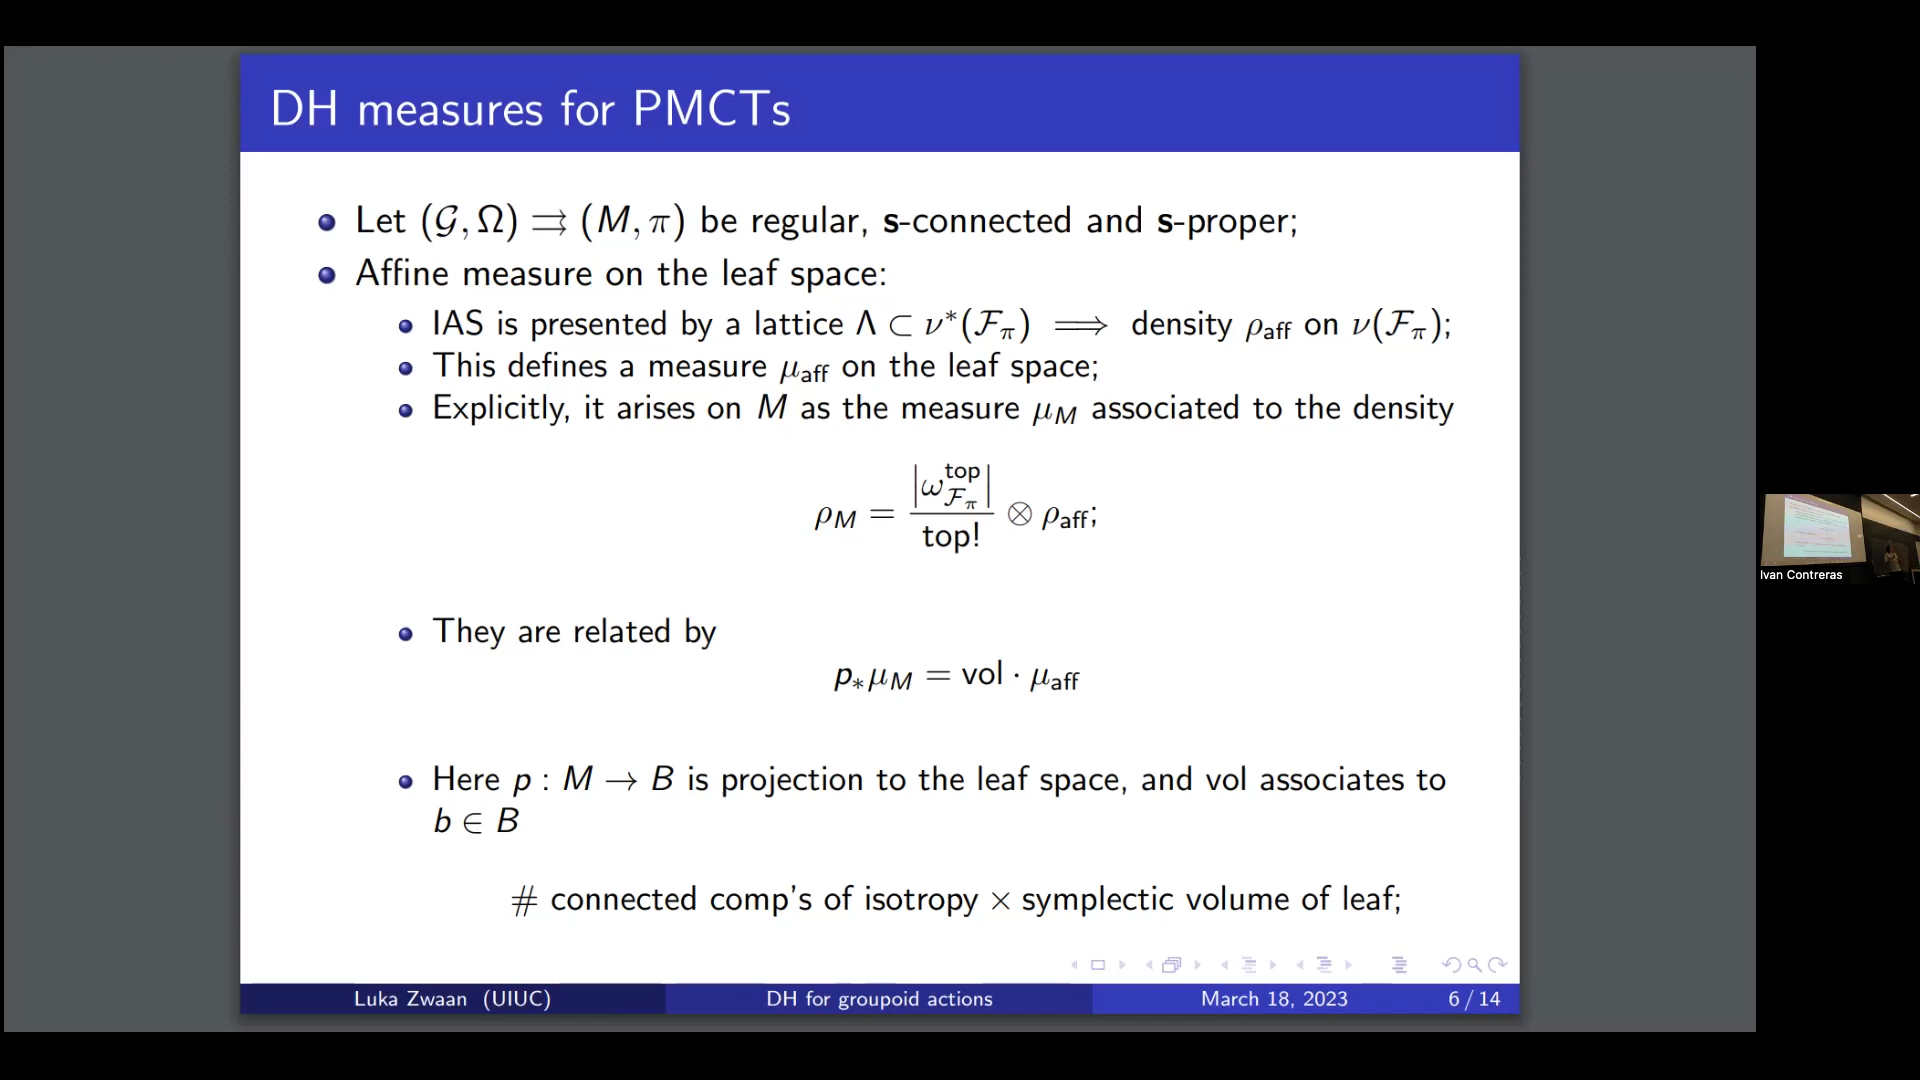 DH measures for PMCTs
Let (𝒢, Ω) ⇉ (M, π) be regular, s-connected and s-proper;
Affine measure on the leaf space:
IAS is presented by a lattice Λ ⊂ ν*(ℱ_π) ⟹ density ρ_aff on ν(ℱ_π);
This defines a measure μ_aff on the leaf space;
Explicitly, it arises on M as the measure μ_M associated to the density
ρ_M = |ω_{ℱ_π}^{top}| / top! ⊗ ρ_aff;
They are related by
p_*μ_M = vol · μ_aff
Here p : M → B is projection to the leaf space, and vol associates to
b ∈ B
# connected comp's of isotropy × symplectic volume of leaf;
Luka Zwaan (UIUC) DH for groupoid actions March 18, 2023 6 / 14
Ivan Contreras